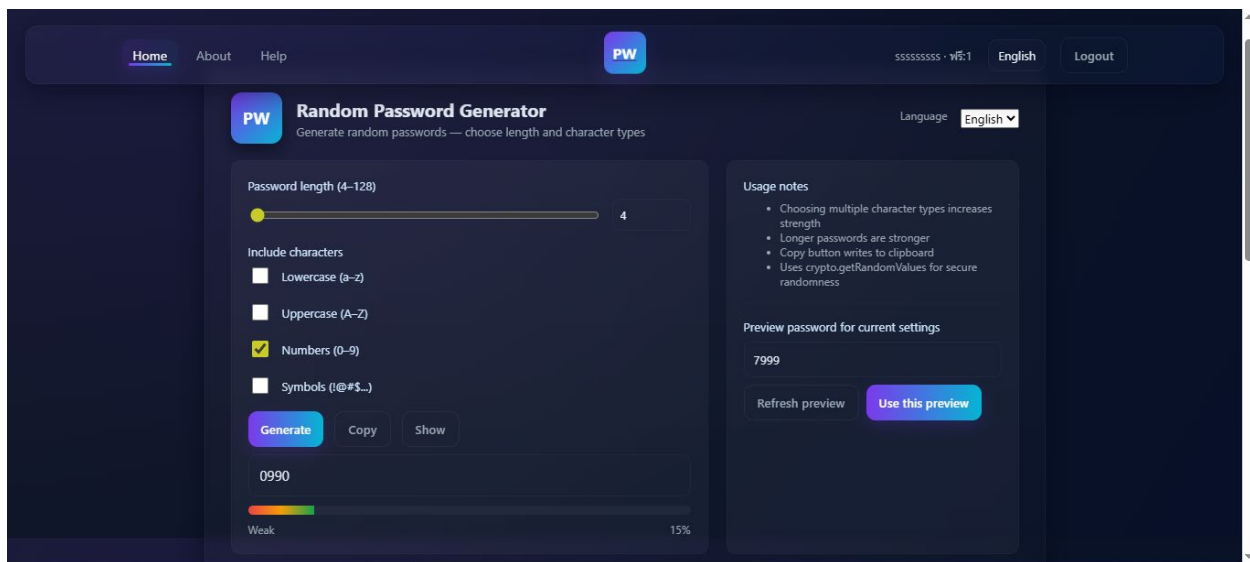 Home About Help PW sssssssss · ฟรี:1 English Logout
PW Random Password Generator
Generate random passwords — choose length and character types
Language English
Password length (4–128)
4
Include characters
Lowercase (a–z)
Uppercase (A–Z)
Numbers (0–9)
Symbols (!@#$...)
Generate Copy Show
0990
Weak 15%
Usage notes
• Choosing multiple character types increases
strength
• Longer passwords are stronger
• Copy button writes to clipboard
• Uses crypto.getRandomValues for secure
randomness
Preview password for current settings
7999
Refresh preview Use this preview